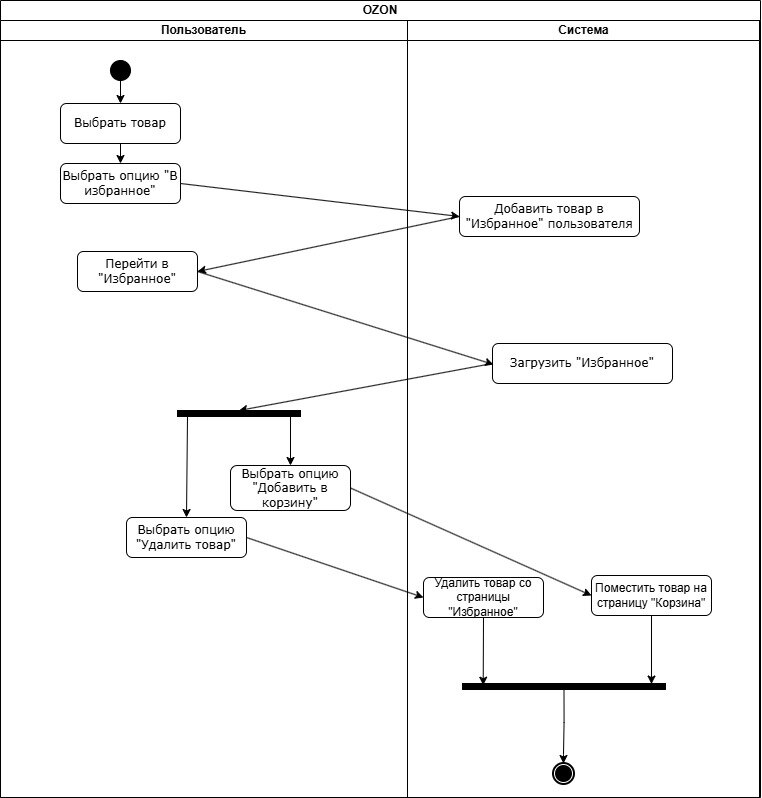 OZON
Пользователь
Система
Выбрать товар
Выбрать опцию "В
избранное"
Добавить товар в
"Избранное" пользователя
Перейти в
"Избранное"
Загрузить "Избранное"
Выбрать опцию
"Добавить в
корзину"
Выбрать опцию
"Удалить товар"
Удалить товар со
страницы
"Избранное"
Поместить товар на
страницу "Корзина"